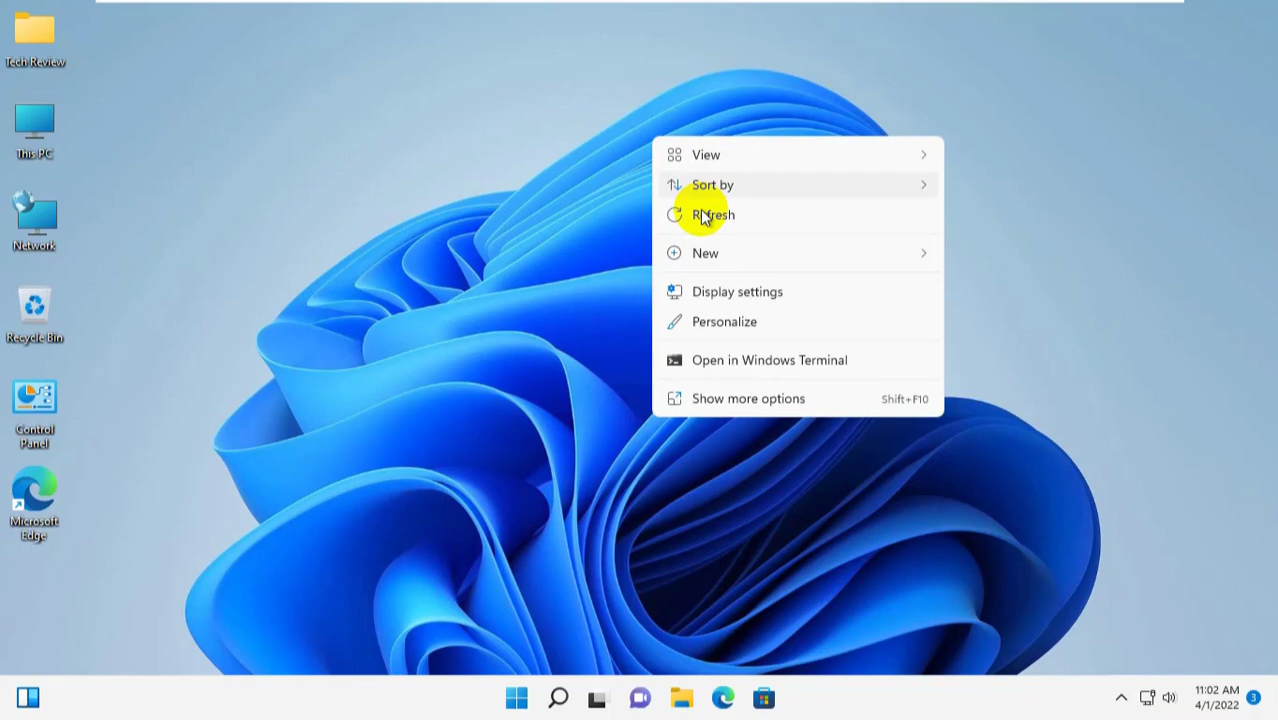 Tech Review
This PC
Network
Recycle Bin
Control
Panel
Microsoft
Edge
View
Sort by
Refresh
New
Display settings
Personalize
Open in Windows Terminal
Show more options Shift+F10
11:02 AM
4/1/2022
3